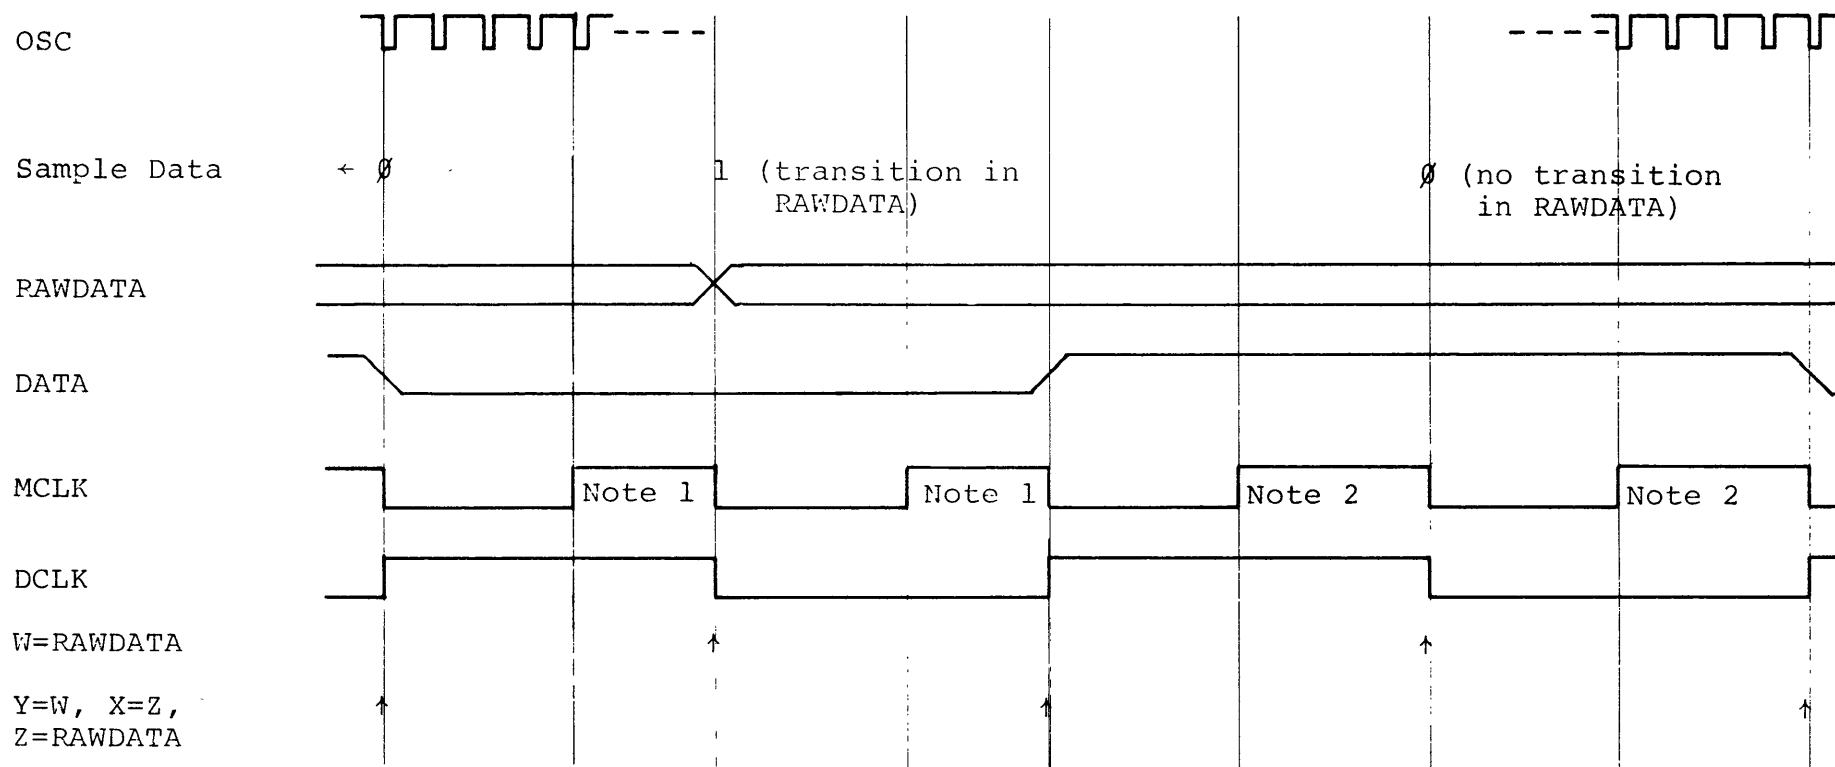 OSC
Sample Data ← Ø 1 (transition in RAWDATA) Ø (no transition in RAWDATA)
RAWDATA
DATA
MCLK Note 1 Note 1 Note 2 Note 2
DCLK
W=RAWDATA
Y=W, X=Z,
Z=RAWDATA